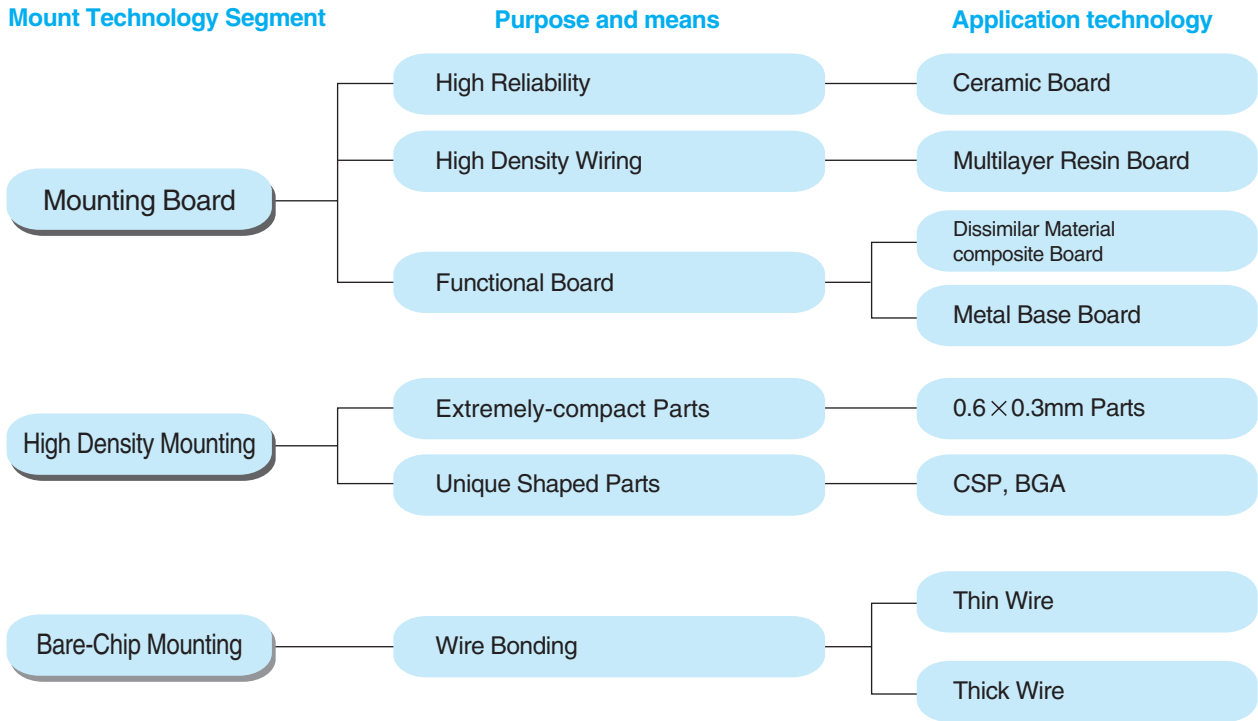 Mount Technology Segment
Purpose and means
Application technology
Mounting Board
High Reliability
Ceramic Board
High Density Wiring
Multilayer Resin Board
Functional Board
Dissimilar Material
composite Board
Metal Base Board
High Density Mounting
Extremely-compact Parts
0.6×0.3mm Parts
Unique Shaped Parts
CSP, BGA
Bare-Chip Mounting
Wire Bonding
Thin Wire
Thick Wire